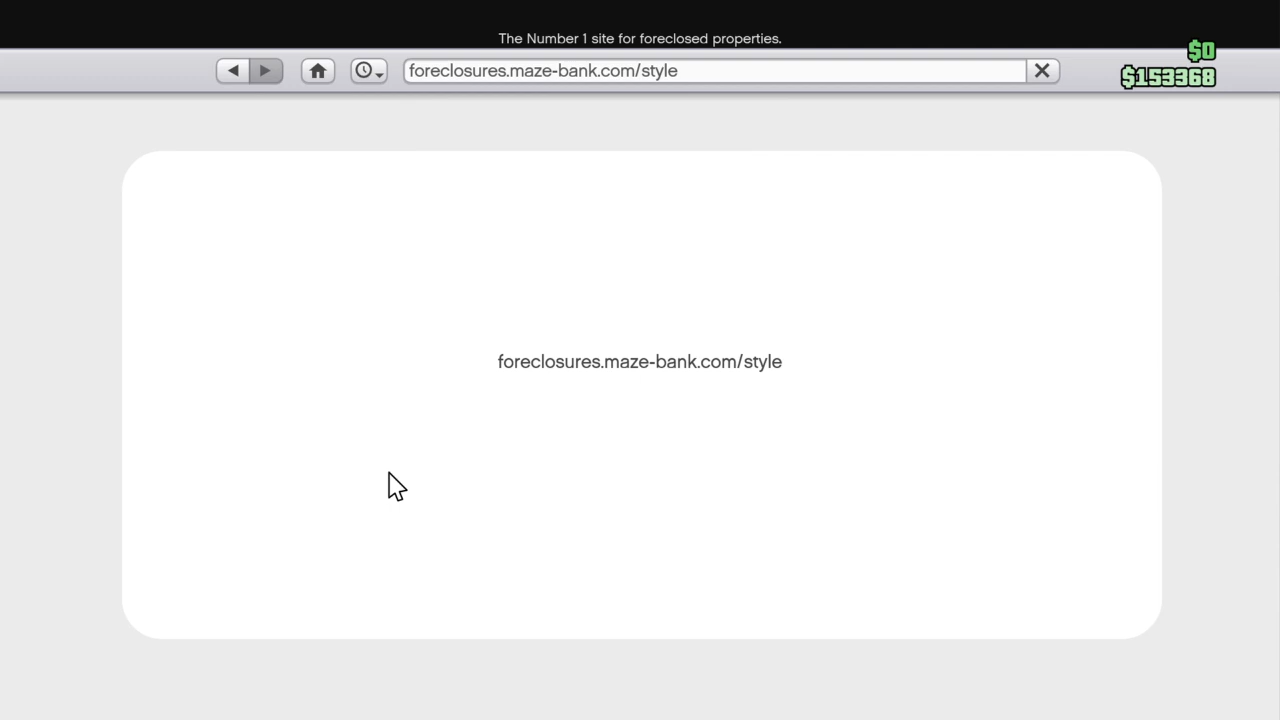 The Number 1 site for foreclosed properties.
$0
foreclosures.maze-bank.com/style
$153368
foreclosures.maze-bank.com/style